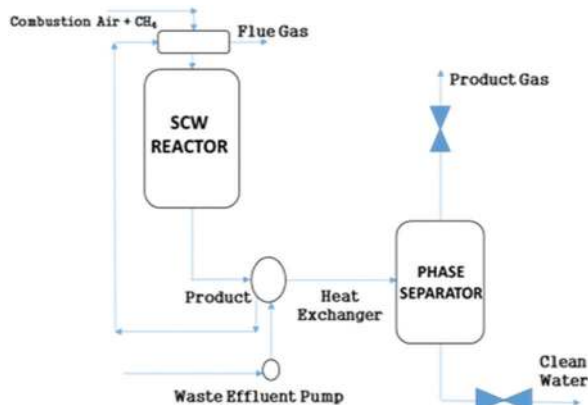 Combustion Air + CH₄
Flue Gas
SCW
REACTOR
Product Gas
Product
Heat
Exchanger
PHASE
SEPARATOR
Waste Effluent Pump
Clean
Water